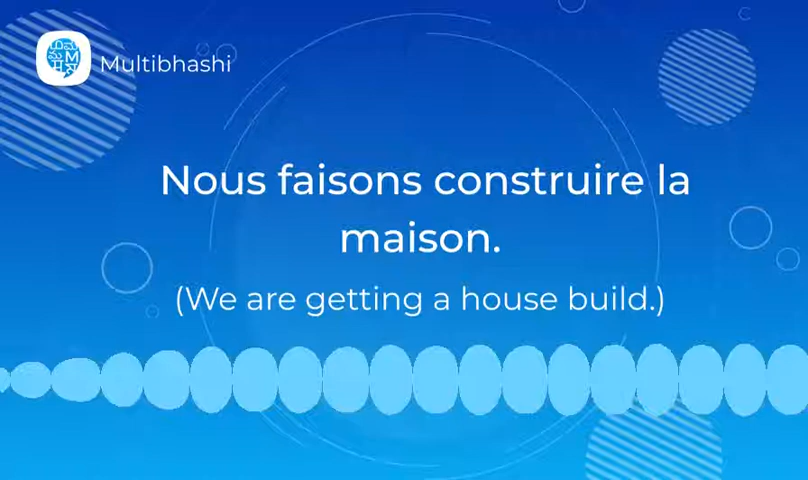 Multibhashi
Nous faisons construire la
maison.
(We are getting a house build.)